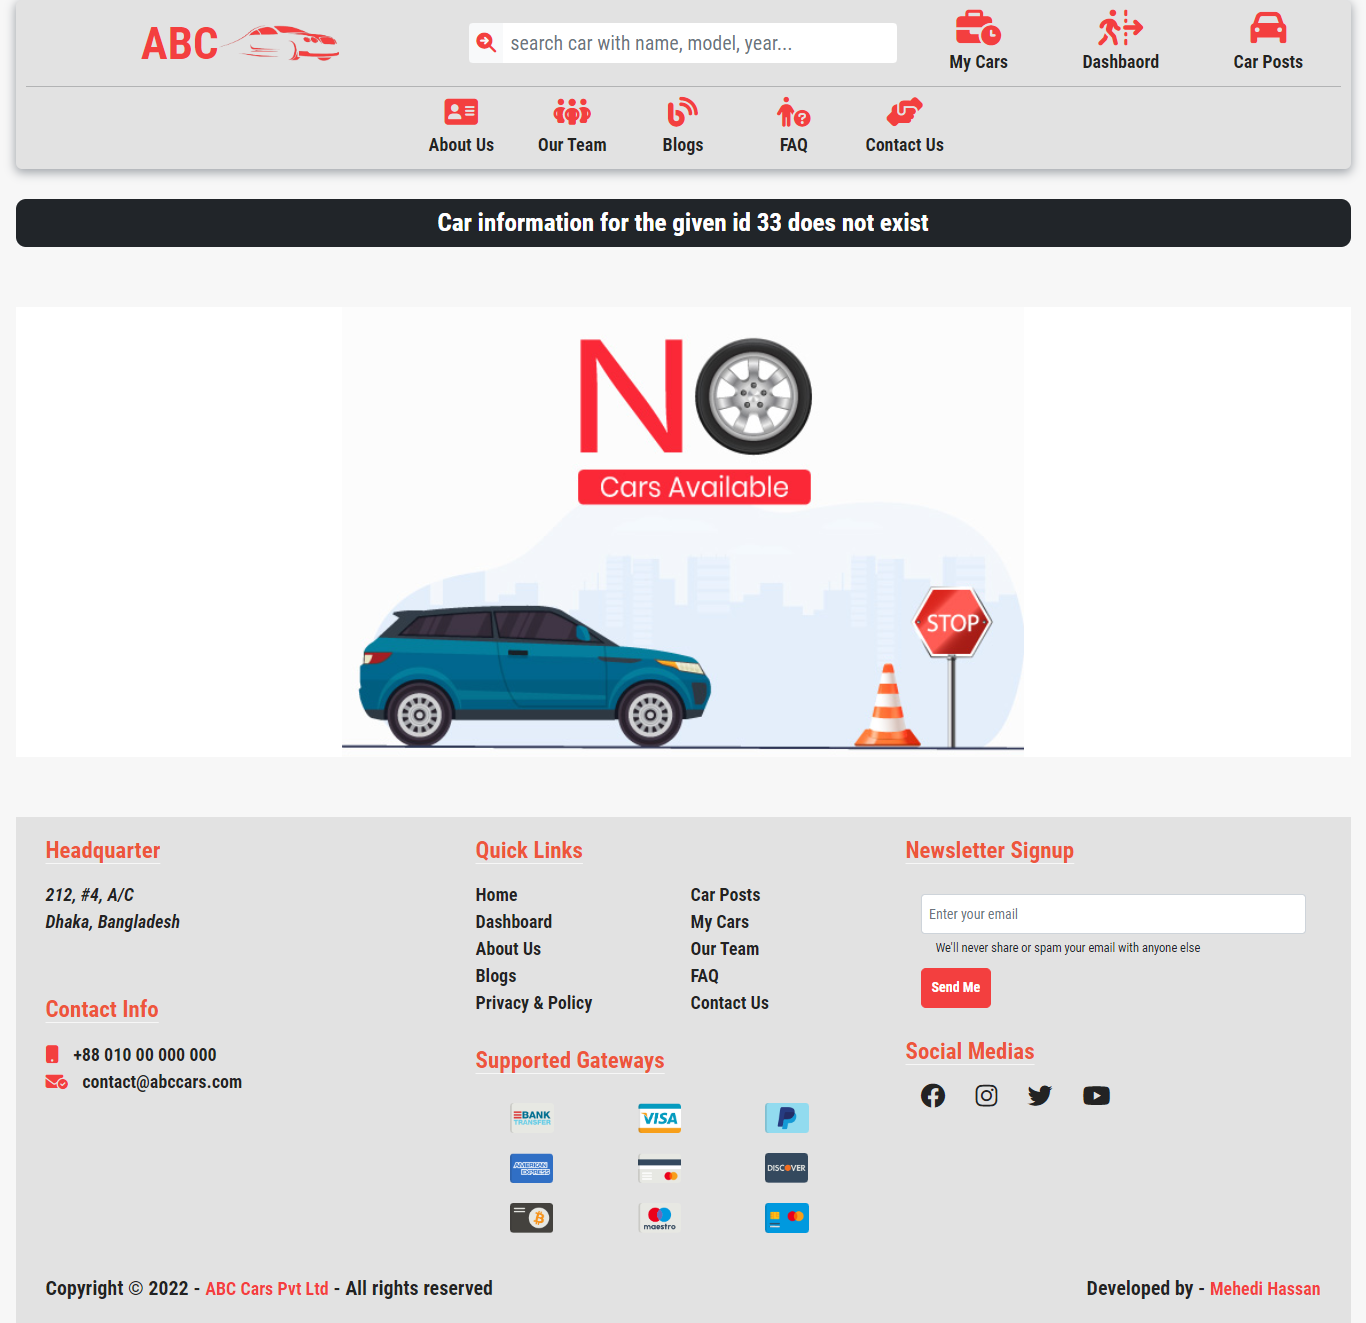 ABC
search car with name, model, year...
My Cars
Dashbaord
Car Posts
About Us
Our Team
Blogs
FAQ
Contact Us
Car information for the given id 33 does not exist
NO
Cars Available
STOP
Headquarter
212, #4, A/C
Dhaka, Bangladesh
Contact Info
+88 010 00 000 000
contact@abccars.com
Quick Links
Home
Dashboard
About Us
Blogs
Privacy & Policy
Car Posts
My Cars
Our Team
FAQ
Contact Us
Supported Gateways
BANK
TRANSFER
VISA
AMERICAN
EXPRESS
DISCOVER
maestro
Newsletter Signup
Enter your email
We'll never share or spam your email with anyone else
Send Me
Social Medias
Copyright © 2022 - ABC Cars Pvt Ltd - All rights reserved
Developed by - Mehedi Hassan